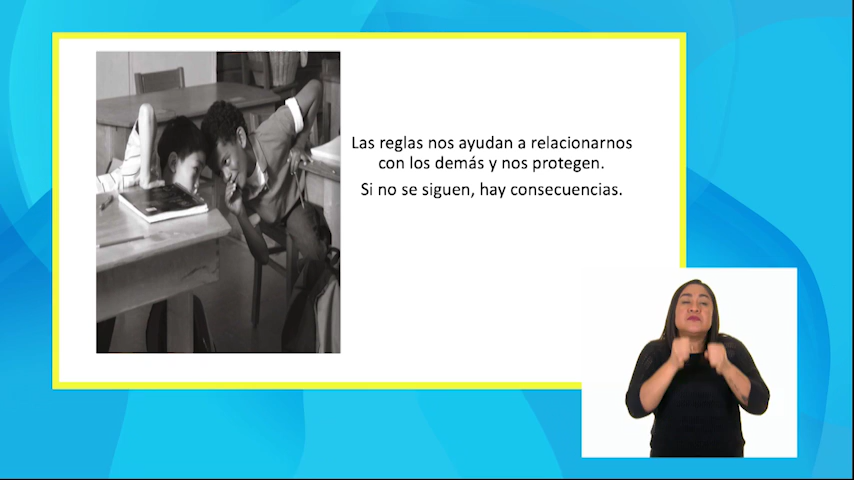 Las reglas nos ayudan a relacionarnos
con los demás y nos protegen.
Si no se siguen, hay consecuencias.